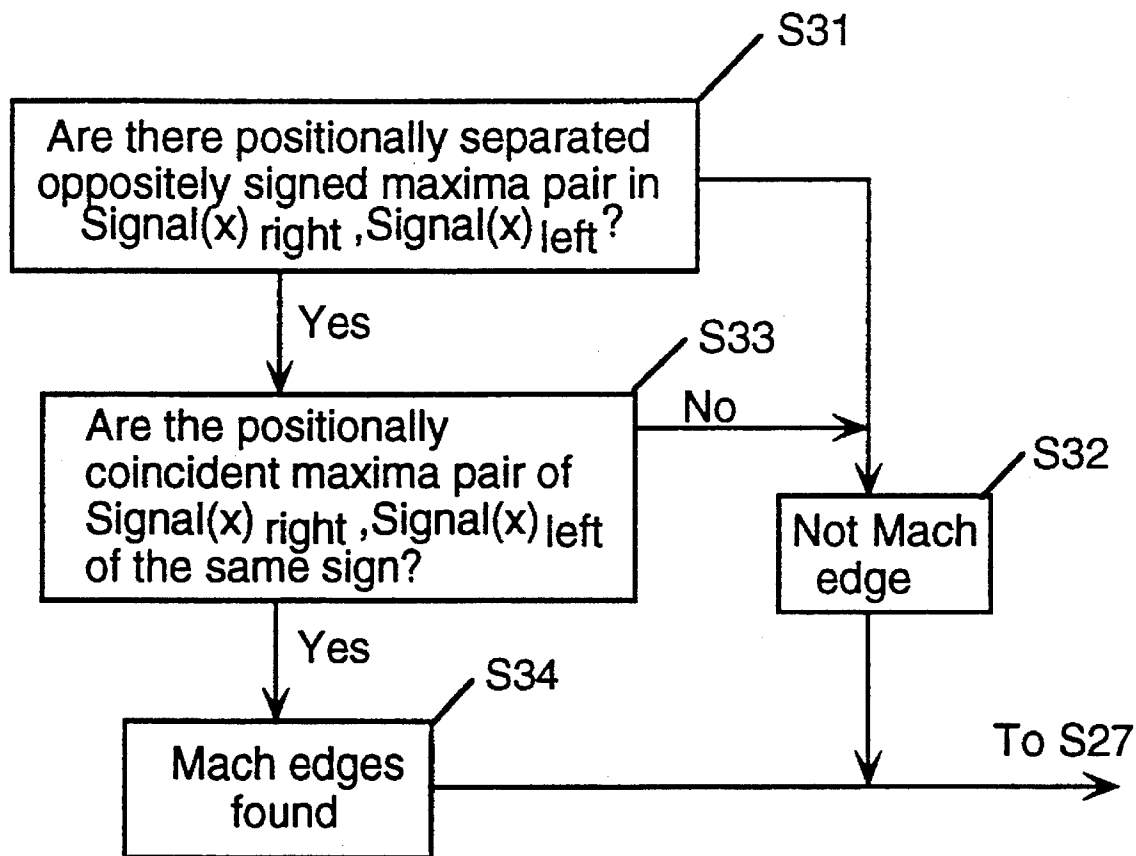 S31
Are there positionally separated
oppositely signed maxima pair in
Signal(x) right ,Signal(x) left?
Yes
S33
Are the positionally
coincident maxima pair of
Signal(x) right ,Signal(x) left
of the same sign?
No
S32
Not Mach
edge
Yes
S34
Mach edges
found
To S27